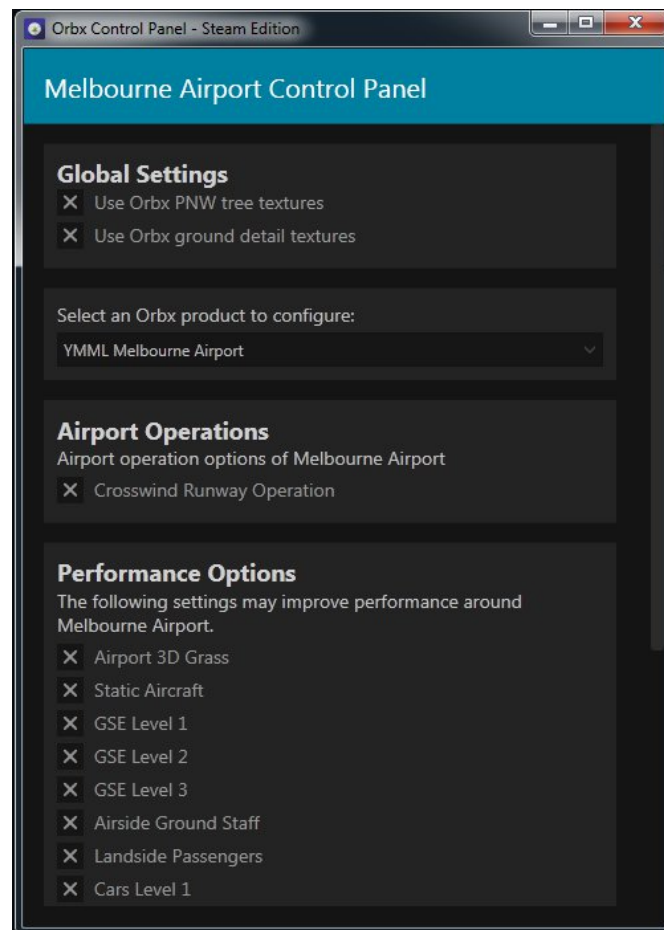 Orbx Control Panel - Steam Edition
Melbourne Airport Control Panel
Global Settings
Use Orbx PNW tree textures
Use Orbx ground detail textures
Select an Orbx product to configure:
YMML Melbourne Airport
Airport Operations
Airport operation options of Melbourne Airport
Crosswind Runway Operation
Performance Options
The following settings may improve performance around
Melbourne Airport.
Airport 3D Grass
Static Aircraft
GSE Level 1
GSE Level 2
GSE Level 3
Airside Ground Staff
Landside Passengers
Cars Level 1